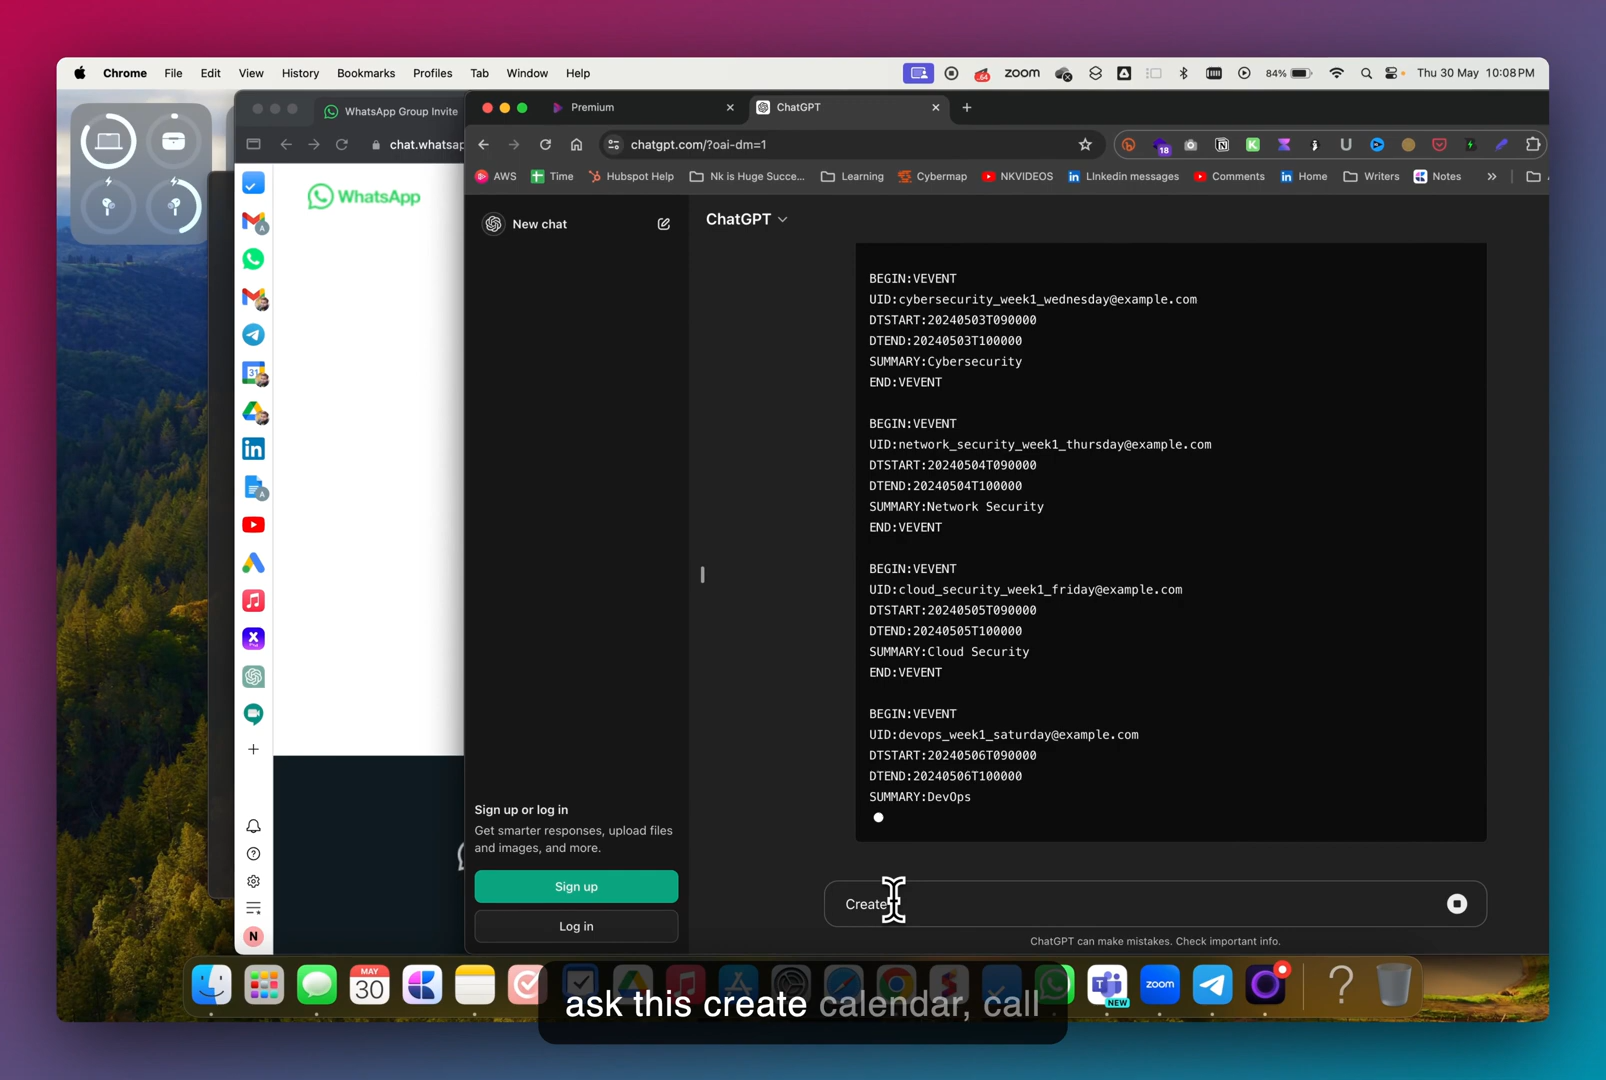 Chrome File Edit View History Bookmarks Profiles Tab Window Help
64
zoom
84%
Thu 30 May 10:08 PM
WhatsApp Group Invite
Premium
ChatGPT
chat.whatsap
chatgpt.com/?oai-dm=1
18
AWS
Time
Hubspot Help
Nk is Huge Succe...
Learning
Cybermap
NKVIDEOS
LInkedin messages
Comments
Home
Writers
Notes
WhatsApp
New chat
ChatGPT
BEGIN:VEVENT
UID:cybersecurity_week1_wednesday@example.com
DTSTART:20240503T090000
DTEND:20240503T100000
SUMMARY:Cybersecurity
END:VEVENT
BEGIN:VEVENT
UID:network_security_week1_thursday@example.com
DTSTART:20240504T090000
DTEND:20240504T100000
SUMMARY:Network Security
END:VEVENT
BEGIN:VEVENT
UID:cloud_security_week1_friday@example.com
DTSTART:20240505T090000
DTEND:20240505T100000
SUMMARY:Cloud Security
END:VEVENT
BEGIN:VEVENT
UID:devops_week1_saturday@example.com
DTSTART:20240506T090000
DTEND:20240506T100000
SUMMARY:DevOps
Sign up or log in
Get smarter responses, upload files
and images, and more.
Sign up
Log in
Create
ChatGPT can make mistakes. Check important info.
N
MAY
30
NEW
zoom
ask this create calendar, call